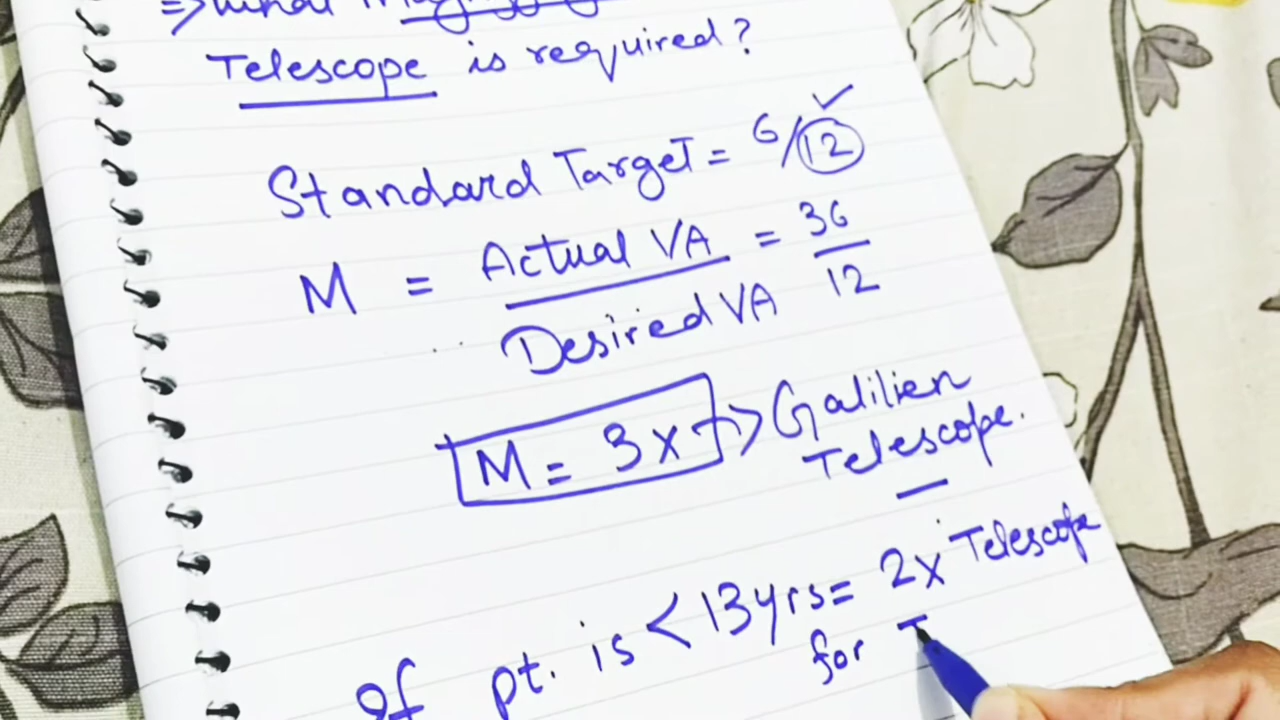 => What
Telescope is required?
Standard Target = 6/12 ✓
M = Actual VA / Desired VA = 36 / 12
M = 3x -> Galilien
Telescope.
If pt. is < 13yrs = 2x Telescope
for